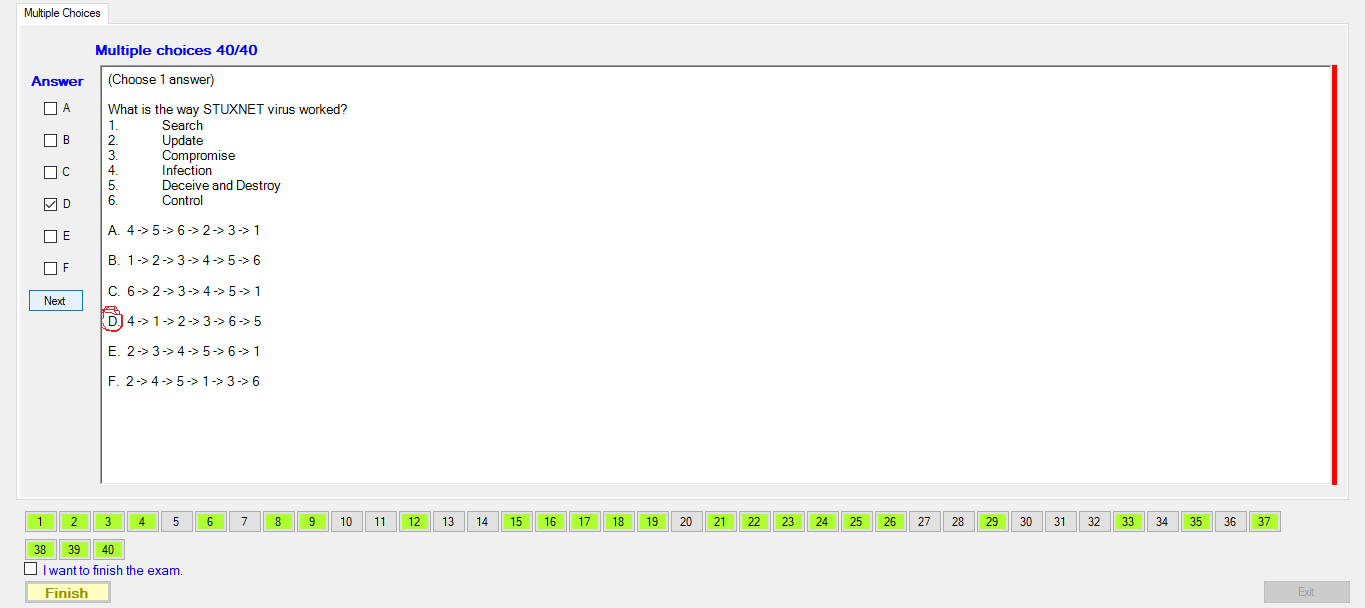 Multiple Choices
Multiple choices 40/40
Answer
A
B
C
D
E
F
Next
(Choose 1 answer)
What is the way STUXNET virus worked?
1. Search
2. Update
3. Compromise
4. Infection
5. Deceive and Destroy
6. Control
A. 4 -> 5 -> 6 -> 2 -> 3 -> 1
B. 1 -> 2 -> 3 -> 4 -> 5 -> 6
C. 6 -> 2 -> 3 -> 4 -> 5 -> 1
D. 4 -> 1 -> 2 -> 3 -> 6 -> 5
E. 2 -> 3 -> 4 -> 5 -> 6 -> 1
F. 2 -> 4 -> 5 -> 1 -> 3 -> 6
1 2 3 4 5 6 7 8 9 10 11 12 13 14 15 16 17 18 19 20 21 22 23 24 25 26 27 28 29 30 31 32 33 34 35 36 37
38 39 40
I want to finish the exam.
Finish
Exit